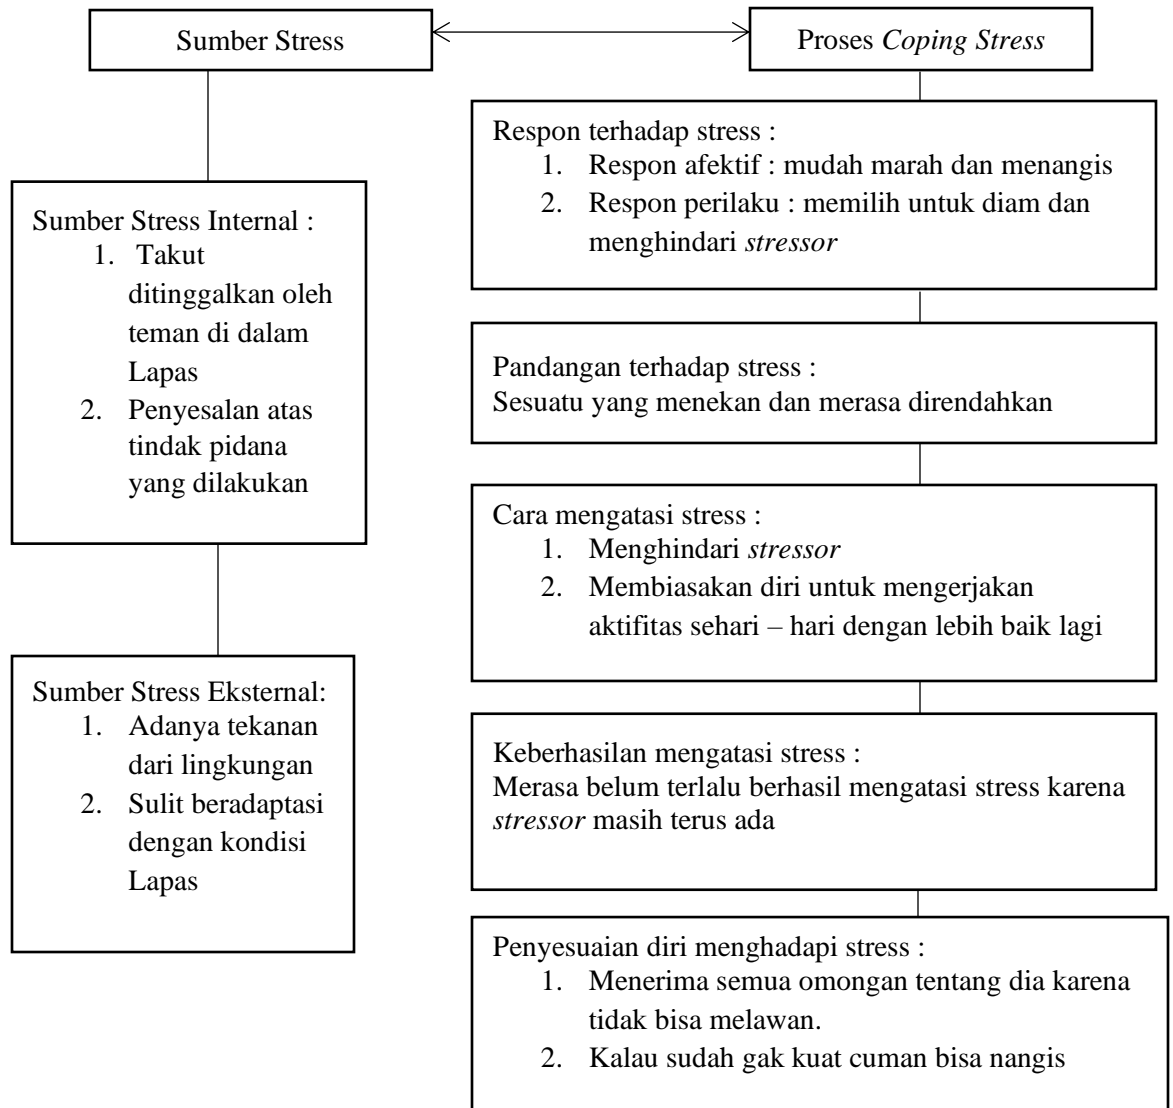 Sumber Stress
Proses Coping Stress
Sumber Stress Internal :
1. Takut
ditinggalkan oleh
teman di dalam
Lapas
2. Penyesalan atas
tindak pidana
yang dilakukan
Sumber Stress Eksternal:
1. Adanya tekanan
dari lingkungan
2. Sulit beradaptasi
dengan kondisi
Lapas
Respon terhadap stress :
1. Respon afektif : mudah marah dan menangis
2. Respon perilaku : memilih untuk diam dan
menghindari stressor
Pandangan terhadap stress :
Sesuatu yang menekan dan merasa direndahkan
Cara mengatasi stress :
1. Menghindari stressor
2. Membiasakan diri untuk mengerjakan
aktifitas sehari – hari dengan lebih baik lagi
Keberhasilan mengatasi stress :
Merasa belum terlalu berhasil mengatasi stress karena
stressor masih terus ada
Penyesuaian diri menghadapi stress :
1. Menerima semua omongan tentang dia karena
tidak bisa melawan.
2. Kalau sudah gak kuat cuman bisa nangis